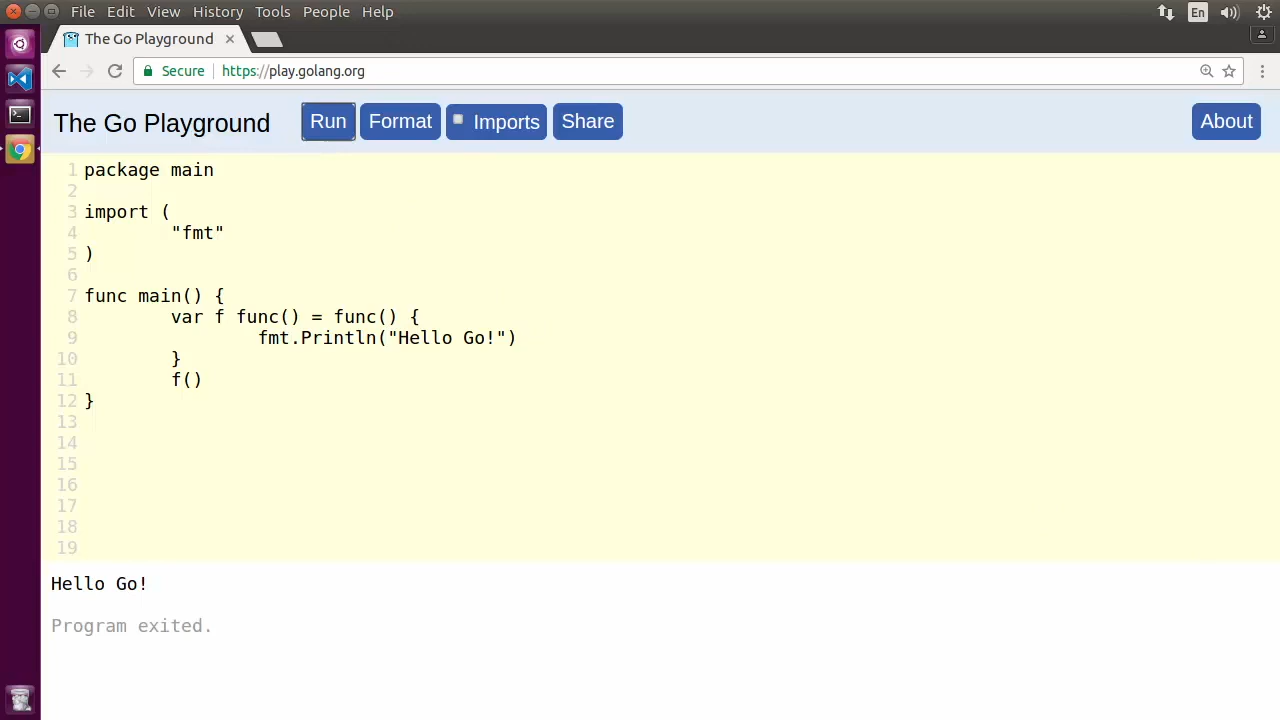 File Edit View History Tools People Help
En
The Go Playground
Secure https://play.golang.org
The Go Playground Run Format Imports Share About
1 package main
2
3 import (
4 "fmt"
5 )
6
7 func main() {
8 var f func() = func() {
9 fmt.Println("Hello Go!")
10 }
11 f()
12 }
13
14
15
16
17
18
19
Hello Go!
Program exited.